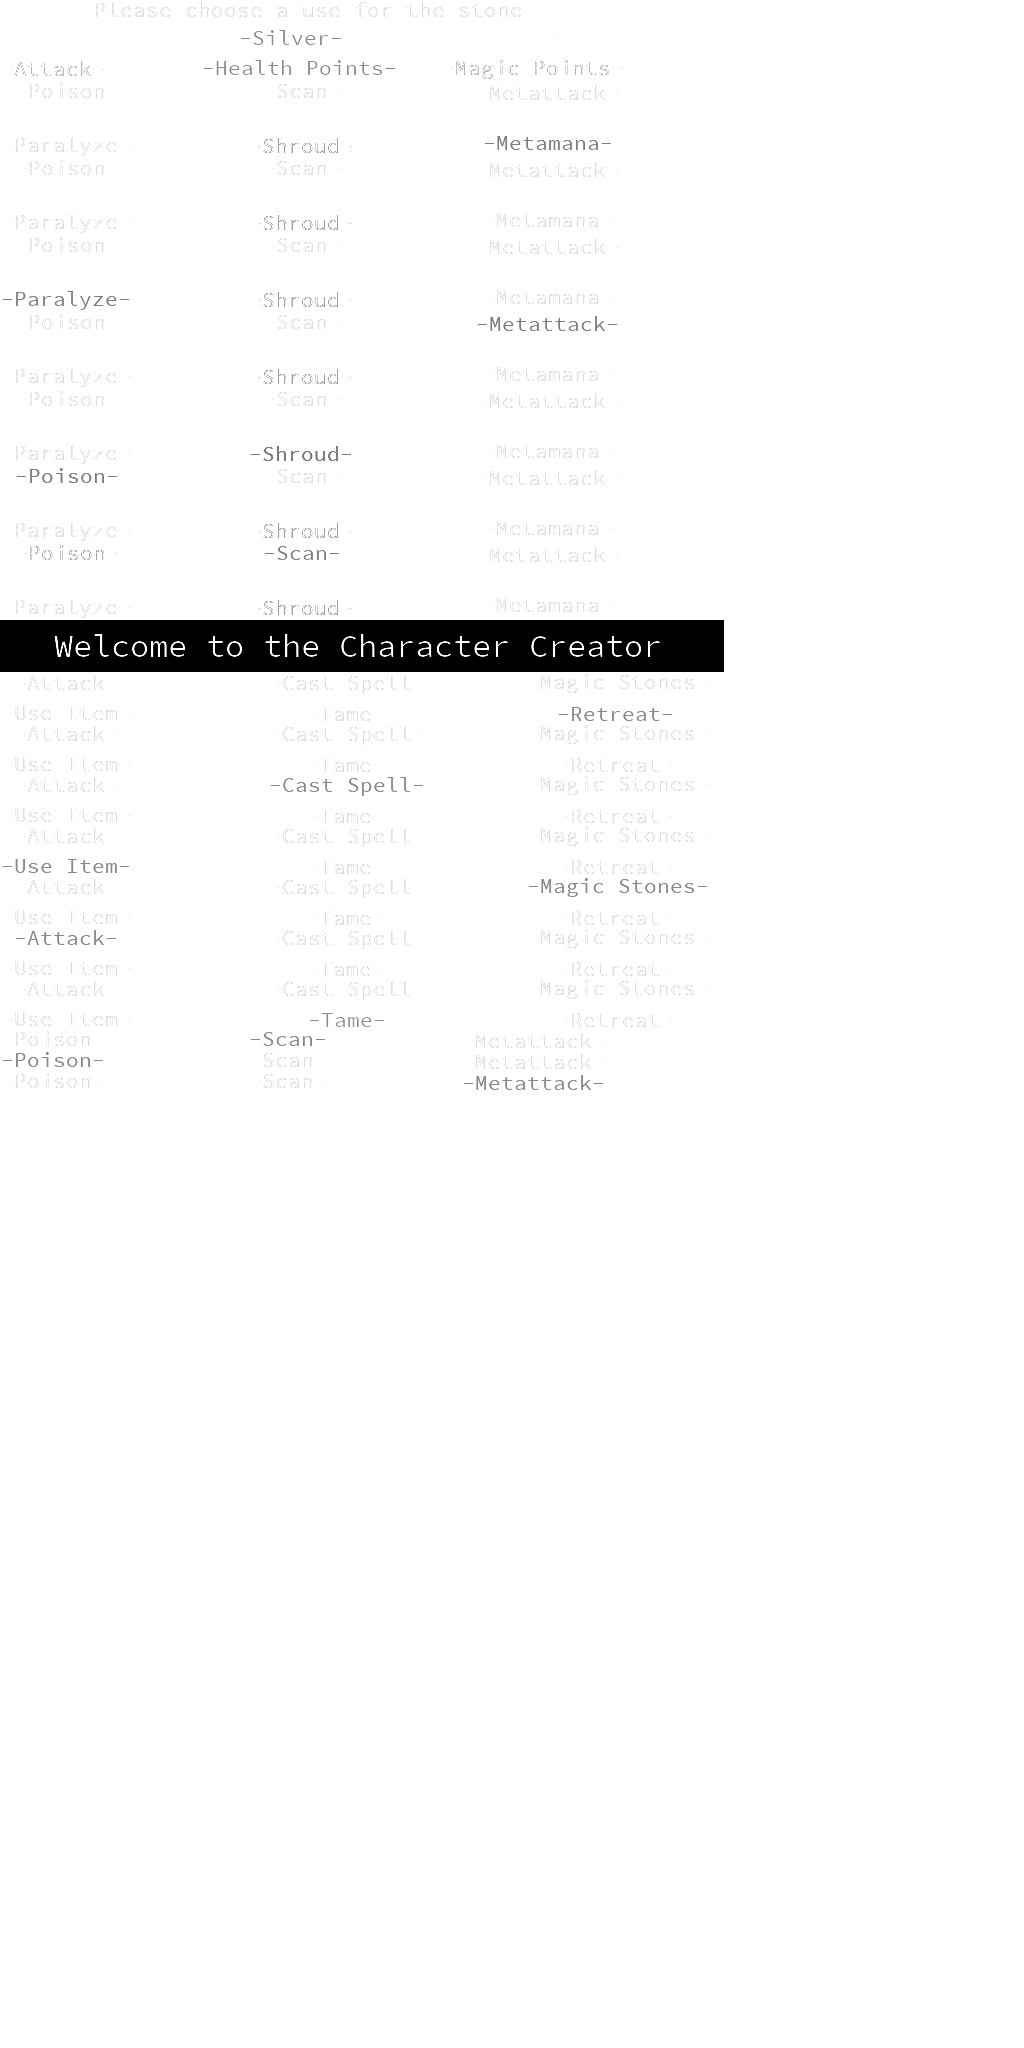 Please choose a use for the stone
-Silver-
Attack -Health Points- Magic Points
Poison Scan Metattack
Paralyze Shroud -Metamana-
Poison Scan Metattack
Paralyze Shroud Metamana
Poison Scan Metattack
-Paralyze- Shroud Metamana
Poison Scan -Metattack-
Paralyze Shroud Metamana
Poison Scan Metattack
Paralyze -Shroud- Metamana
-Poison- Scan Metattack
Paralyze Shroud Metamana
Poison -Scan- Metattack
Paralyze Shroud Metamana
Welcome to the Character Creator
Attack Cast Spell Magic Stones
Use Item Tame -Retreat-
Attack Cast Spell Magic Stones
Use Item Tame Retreat
Attack -Cast Spell- Magic Stones
Use Item Tame Retreat
Attack Cast Spell Magic Stones
-Use Item- Tame Retreat
Attack Cast Spell -Magic Stones-
Use Item Tame Retreat
-Attack- Cast Spell Magic Stones
Use Item Tame Retreat
Attack Cast Spell Magic Stones
Use Item -Tame- Retreat
Poison -Scan- Metattack
-Poison- Scan Metattack
Poison Scan -Metattack-